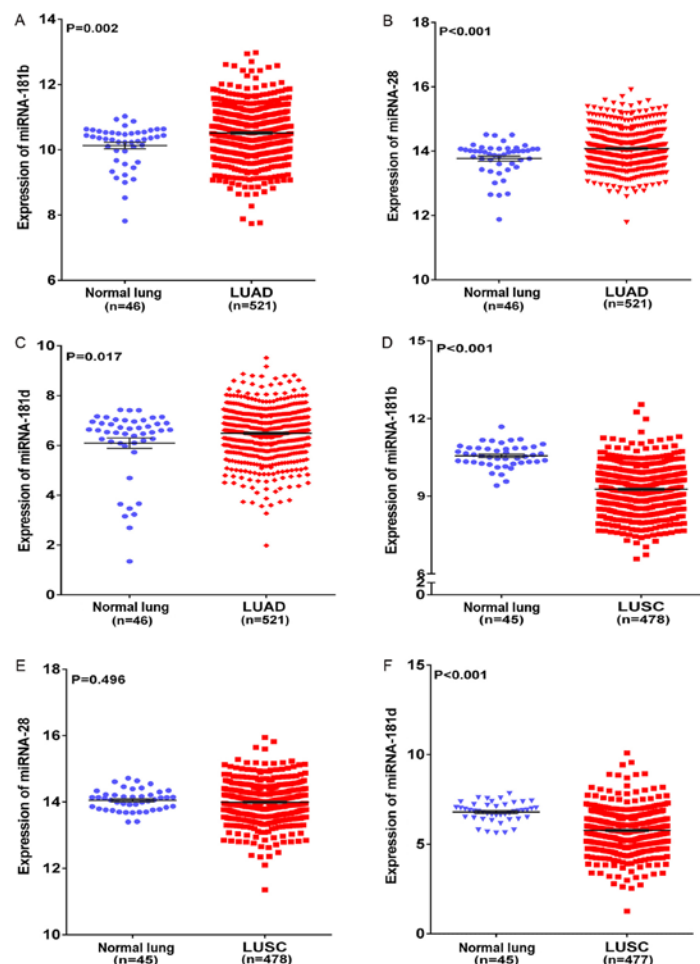 A
P=0.002
Expression of miRNA-181b
14
12
10
8
6
Normal lung
(n=46)
LUAD
(n=521)
B
P<0.001
Expression of miRNA-28
18
16
14
12
10
Normal lung
(n=46)
LUAD
(n=521)
C
P=0.017
Expression of miRNA-181d
10
8
6
4
2
0
Normal lung
(n=46)
LUAD
(n=521)
D
P<0.001
Expression of miRNA-181b
15
12
9
6
2
0
Normal lung
(n=45)
LUSC
(n=478)
E
P=0.496
Expression of miRNA-28
18
16
14
12
10
Normal lung
(n=45)
LUSC
(n=478)
F
P<0.001
Expression of miRNA-181d
15
10
5
0
Normal lung
(n=45)
LUSC
(n=477)